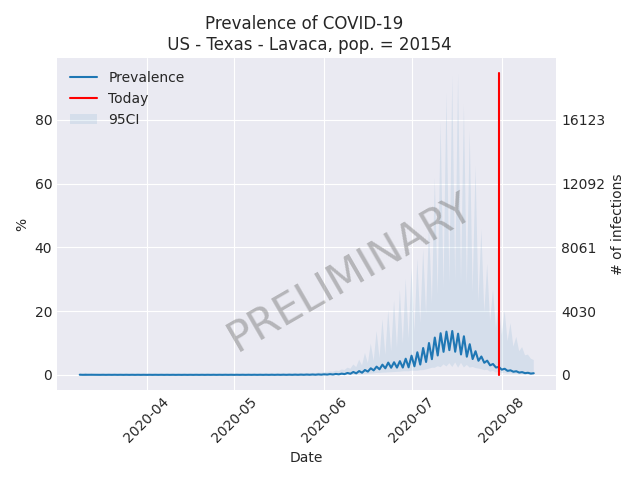 Prevalence of COVID-19
US - Texas - Lavaca, pop. = 20154
Prevalence
Today
95CI
80
60
40
20
0
%
16123
12092
8061
4030
0
# of infections
PRELIMINARY
2020-04
2020-05
2020-06
2020-07
2020-08
Date